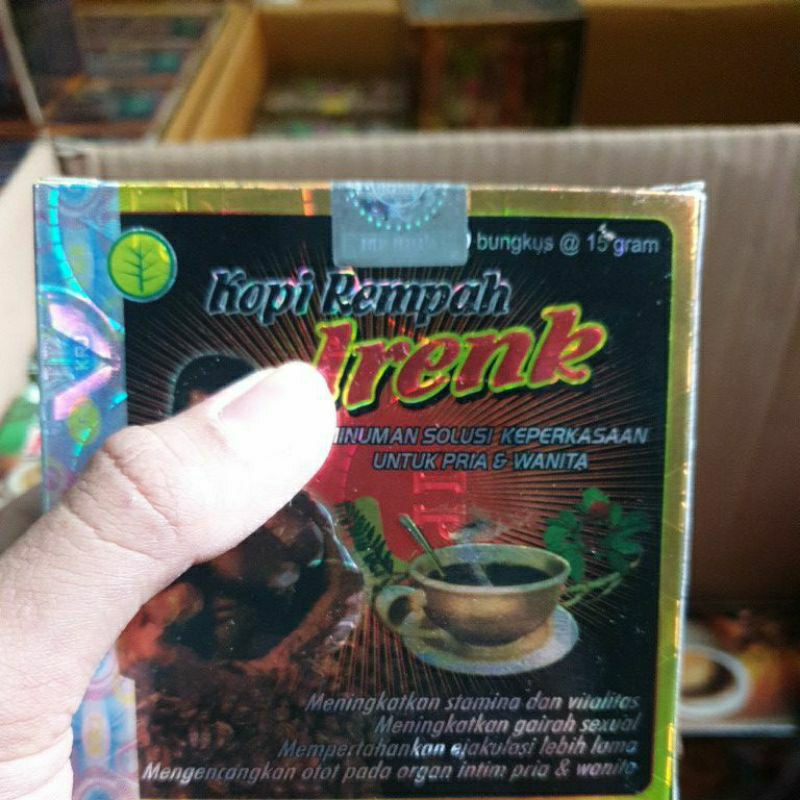 bungkus @ 15 gram
Kopi Rempah
Irenk
INUMAN SOLUSI KEPERKASAAN
UNTUK PRIA & WANITA
Meningkatkan stamina dan vitalitas
Meningkatkan gairah sexual
Mempertahankan ejakulasi lebih lama
Mengencangkan otot pada organ intim pria & wanita